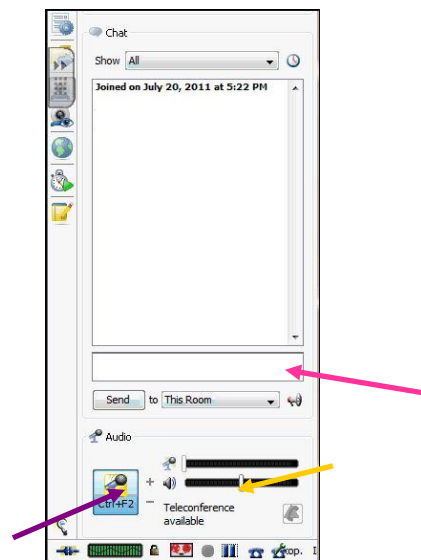 Chat
Show All
Joined on July 20, 2011 at 5:22 PM
Send to This Room
Audio
Ctrl+F2
+
−
Teleconference
available